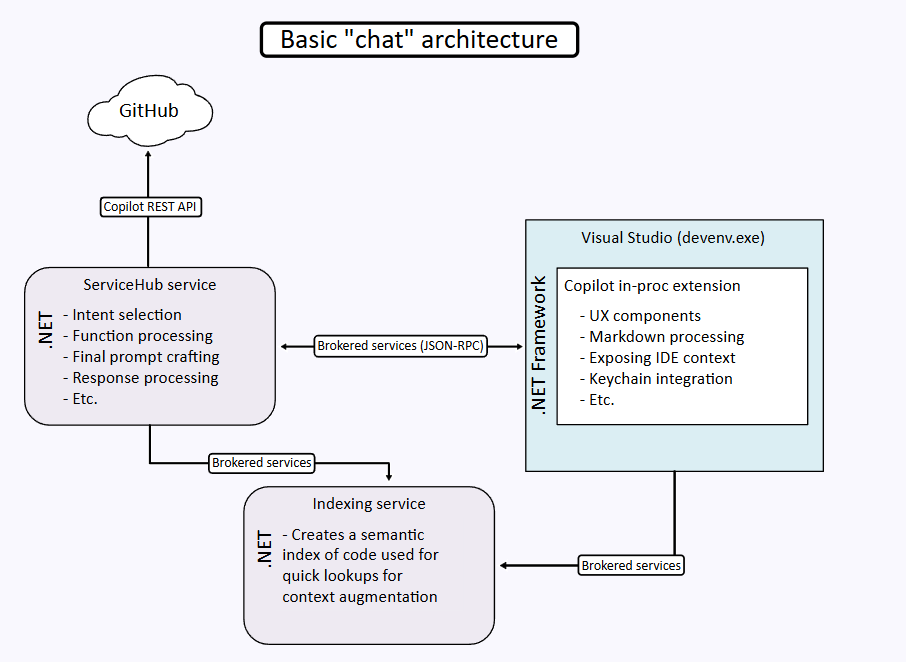 Basic "chat" architecture
GitHub
Copilot REST API
ServiceHub service
.NET
- Intent selection
- Function processing
- Final prompt crafting
- Response processing
- Etc.
Brokered services (JSON-RPC)
Visual Studio (devenv.exe)
.NET Framework
Copilot in-proc extension
- UX components
- Markdown processing
- Exposing IDE context
- Keychain integration
- Etc.
Brokered services
Indexing service
.NET
- Creates a semantic
index of code used for
quick lookups for
context augmentation
Brokered services